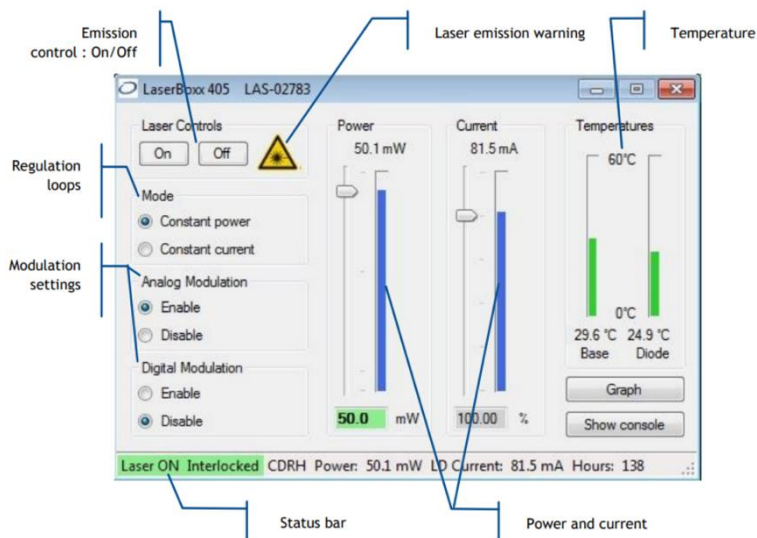 Emission
control : On/Off
Laser emission warning
Temperature
LaserBoxx 405 LAS-02783
Laser Controls
On Off
Regulation
loops
Mode
Constant power
Constant current
Modulation
settings
Analog Modulation
Enable
Disable
Digital Modulation
Enable
Disable
Power
50.1 mW
50.0 mW
Current
81.5 mA
100.00 %
Temperatures
60°C
0°C
29.6 °C 24.9 °C
Base Diode
Graph
Show console
Laser ON Interlocked CDRH Power: 50.1 mW LD Current: 81.5 mA Hours: 138
Status bar
Power and current